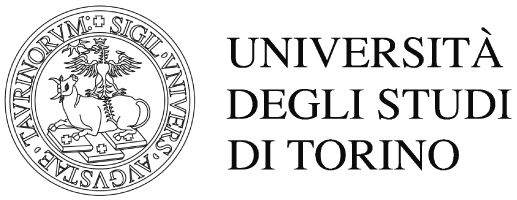 · SIGIL · VNIVERS · AVGVSTAE · TAVRINORVM:
UNIVERSITÀ
DEGLI STUDI
DI TORINO